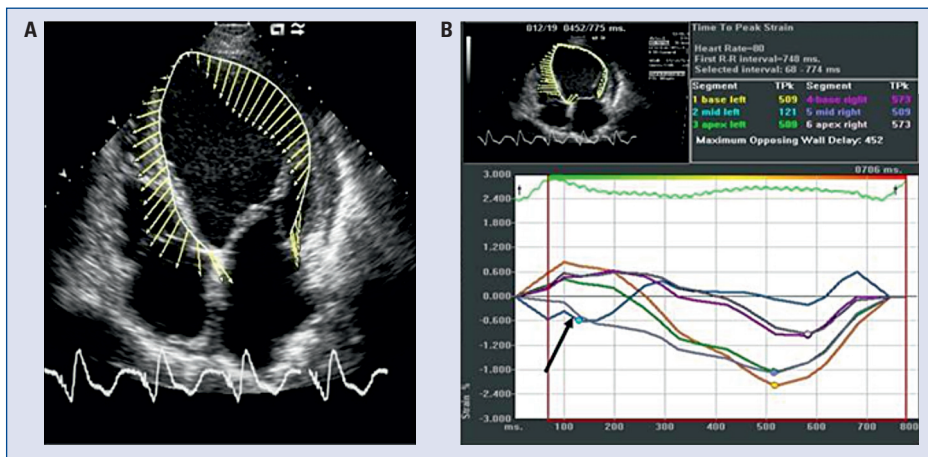 A
B
012/19 0452/775 ms.
Time To Peak Strain
Heart Rate=80
First R-R interval=748 ms.
Selected interval: 68 - 774 ms
Segment TPk Segment TPk
1 base left 509 4 base right 573
2 mid left 121 5 mid right 509
3 apex left 509 6 apex right 573
Maximum Opposing Wall Delay: 452
0706 ms.
3.000
2.400
1.800
1.200
0.600
0.000
-0.600
-1.200
-1.800
-2.400
-3.000
Strain %
ms. 100 200 300 400 500 600 700 800